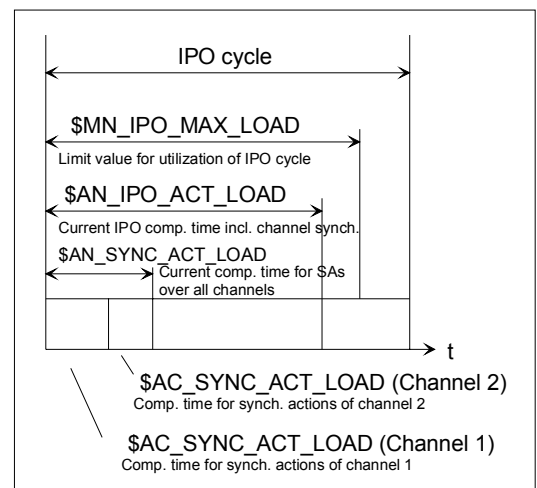 IPO cycle
$MN_IPO_MAX_LOAD
Limit value for utilization of IPO cycle
$AN_IPO_ACT_LOAD
Current IPO comp. time incl. channel synch.
$AN_SYNC_ACT_LOAD
Current comp. time for SAs
over all channels
t
$AC_SYNC_ACT_LOAD (Channel 2)
Comp. time for synch. actions of channel 2
$AC_SYNC_ACT_LOAD (Channel 1)
Comp. time for synch. actions of channel 1